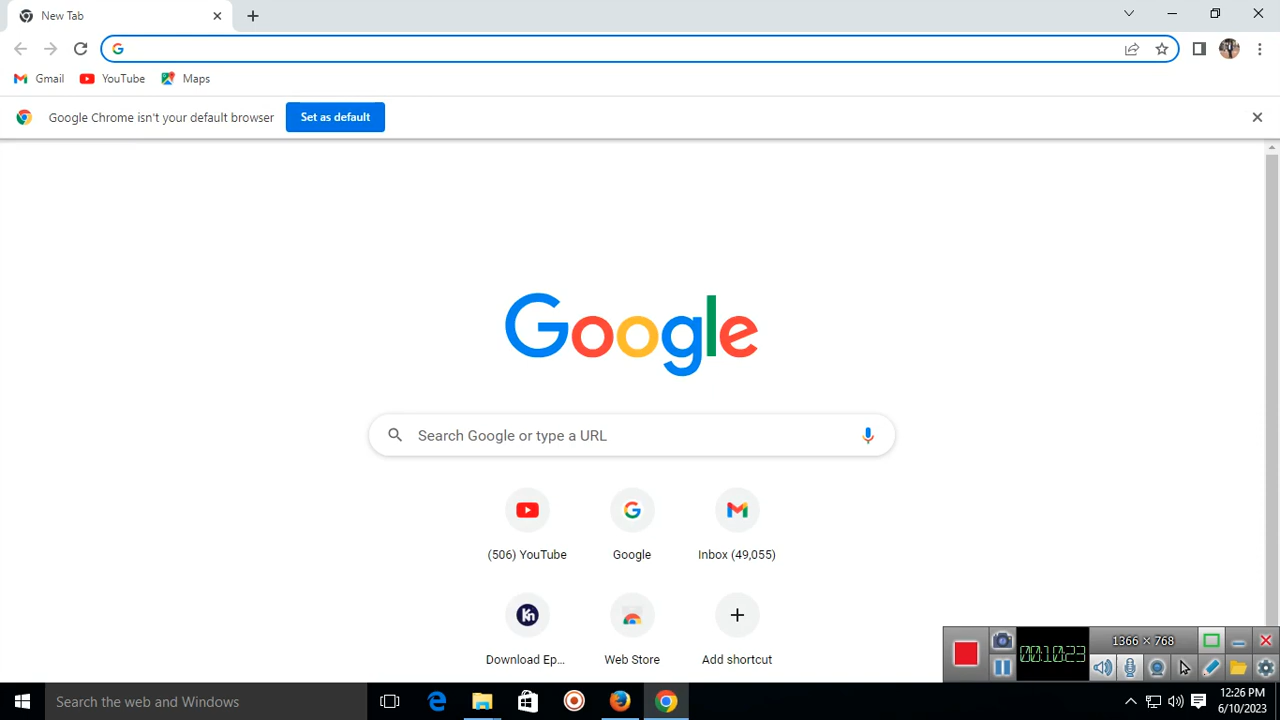 New Tab
Gmail YouTube Maps
Google Chrome isn't your default browser Set as default
Google
Search Google or type a URL
(506) YouTube Google Inbox (49,055)
Kn
Download Ep... Web Store Add shortcut
00:10:23 1366 × 768
Search the web and Windows
12:26 PM
6/10/2023